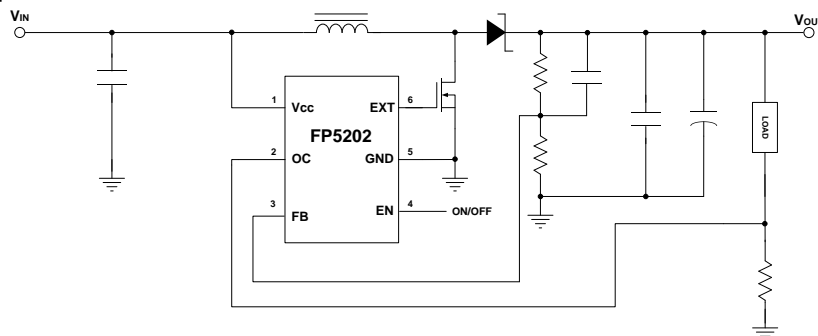 VIN
VOU
1
Vcc
EXT
6
FP5202
2
OC
GND
5
3
FB
EN
4
ON/OFF
LOAD